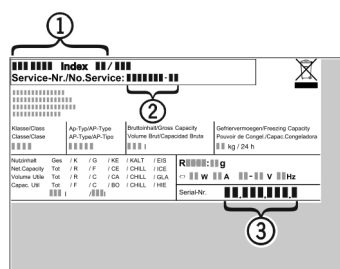 1
Index /
Service-Nr./No.Service: -
2
Klasse/Class Ap-Typ/AP-Type Bruttoinhalt/Gross Capacity Gefriervermoegen/Freezing Capacity
Classe/Clase AP-Type/AP-Tipo Volume Brut/Capacidad Brute Pouvoir de Congel./Cap.Congeladora
l kg / 24 h
Nutzinhalt Ges / K / G / KE / KALT / EIS
Net Capacity Tot / R / F / CE / CHILL / ICE
Volume Utile Tot / R / C / CA / CHILL / GLA
Capac. Util Tot / F / C / BO / CHILL / HIE
l / l
R : g
W A - V Hz
Serial-Nr. . . .
3